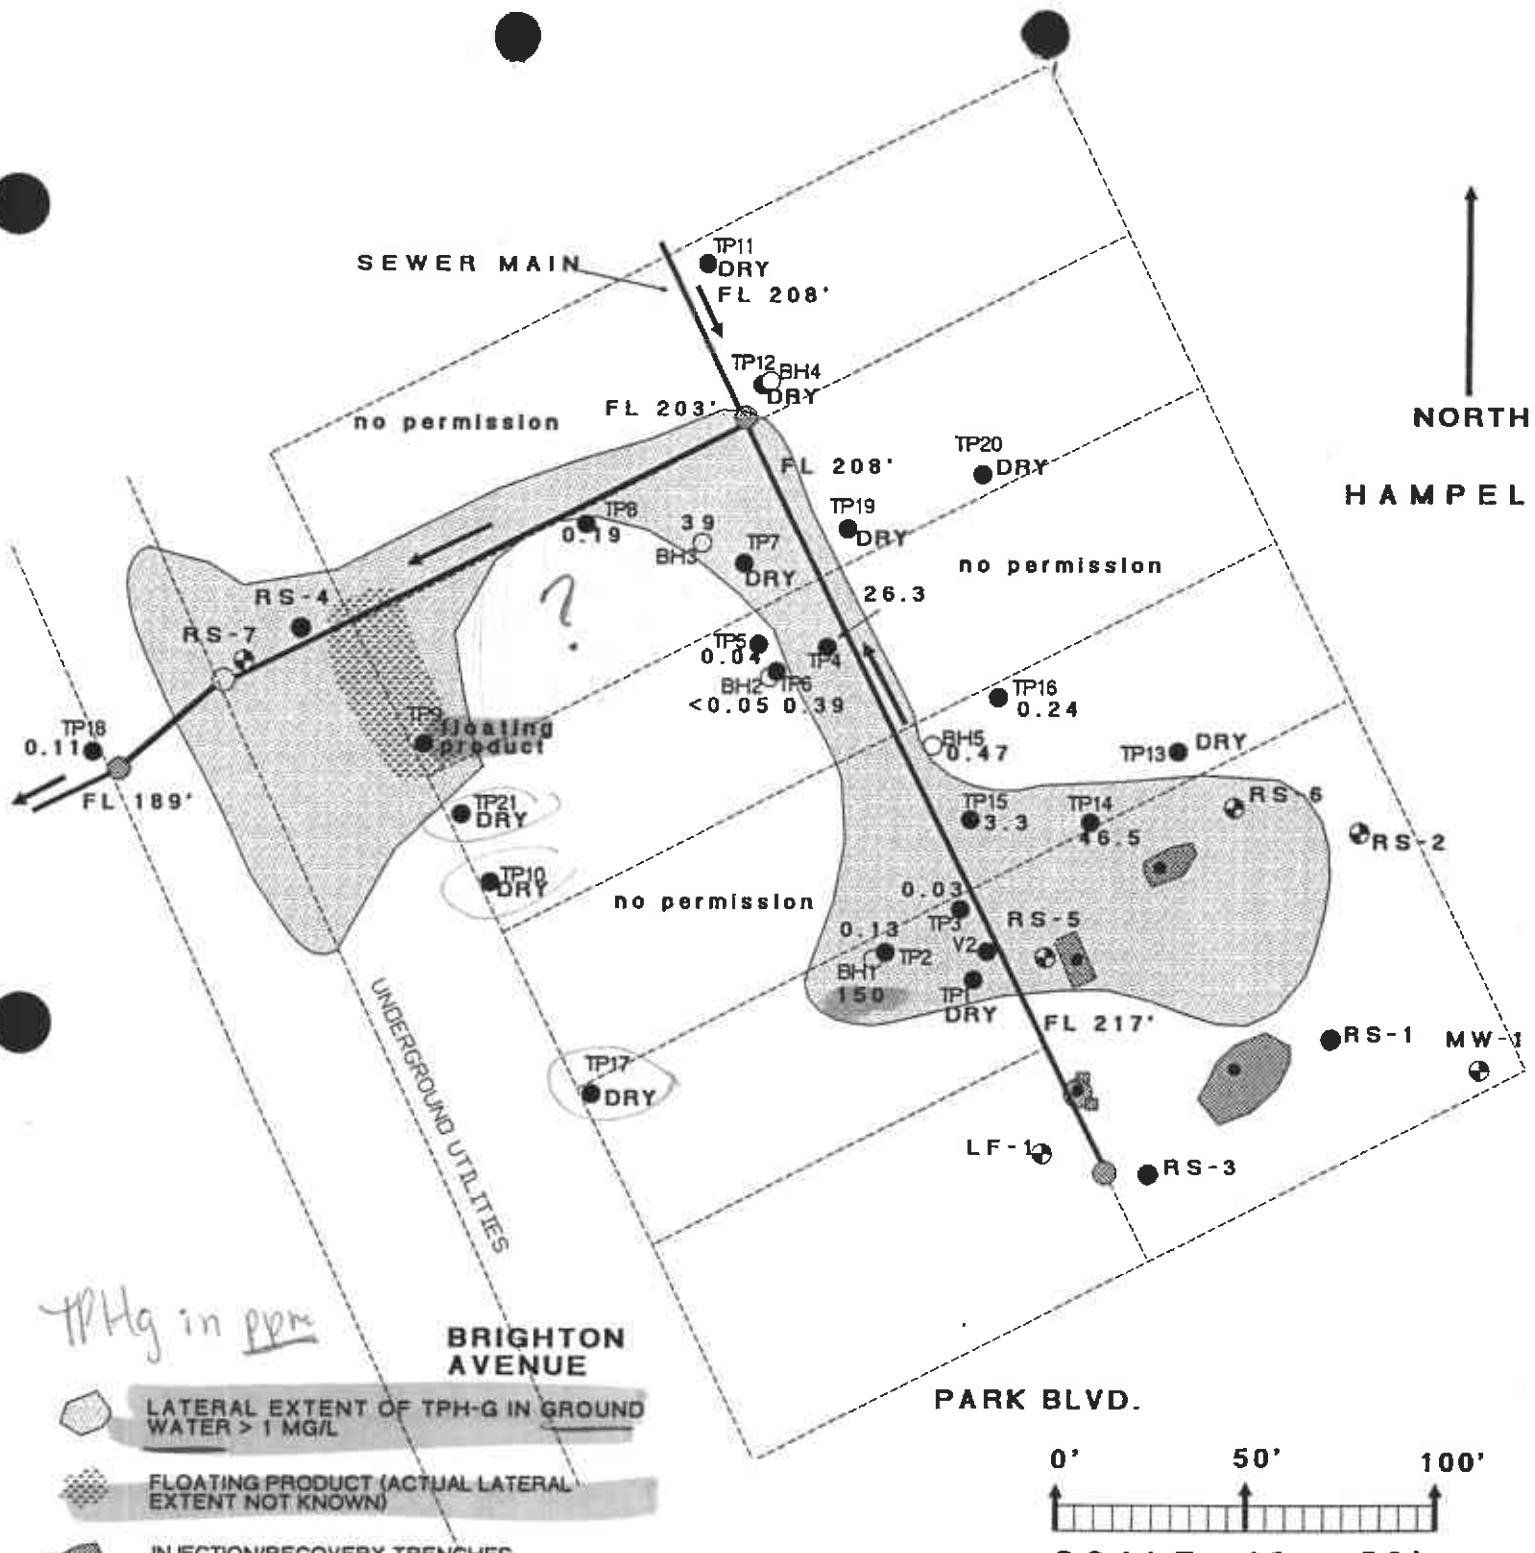 TP11
DRY
SEWER MAIN
FL 208'
TP12
BH4
DRY
FL 203'
no permission
NORTH
FL 208'
TP20
DRY
HAMPEL
TP8
0.19
39
BH3
TP7
DRY
TP19
DRY
no permission
?
26.3
RS-4
RS-7
TP5
0.04
TP4
BH2
TP6
<0.05
0.39
TP16
0.24
TP18
0.11
TP9
floating
product
BH5
0.47
TP13
DRY
FL 189'
TP21
DRY
TP15
3.3
TP14
46.5
RS-6
RS-2
TP10
DRY
no permission
0.03
TP3
RS-5
0.13
TP2
V2
BH1
150
TP1
DRY
FL 217'
RS-1
MW-1
UNDERGROUND UTILITIES
TP17
DRY
LF-1
RS-3
TPHg in ppm
BRIGHTON
AVENUE
PARK BLVD.
LATERAL EXTENT OF TPH-G IN GROUND
WATER > 1 MG/L
0' 50' 100'
FLOATING PRODUCT (ACTUAL LATERAL
EXTENT NOT KNOWN)
INJECTION/RECOVERY TRENCHES